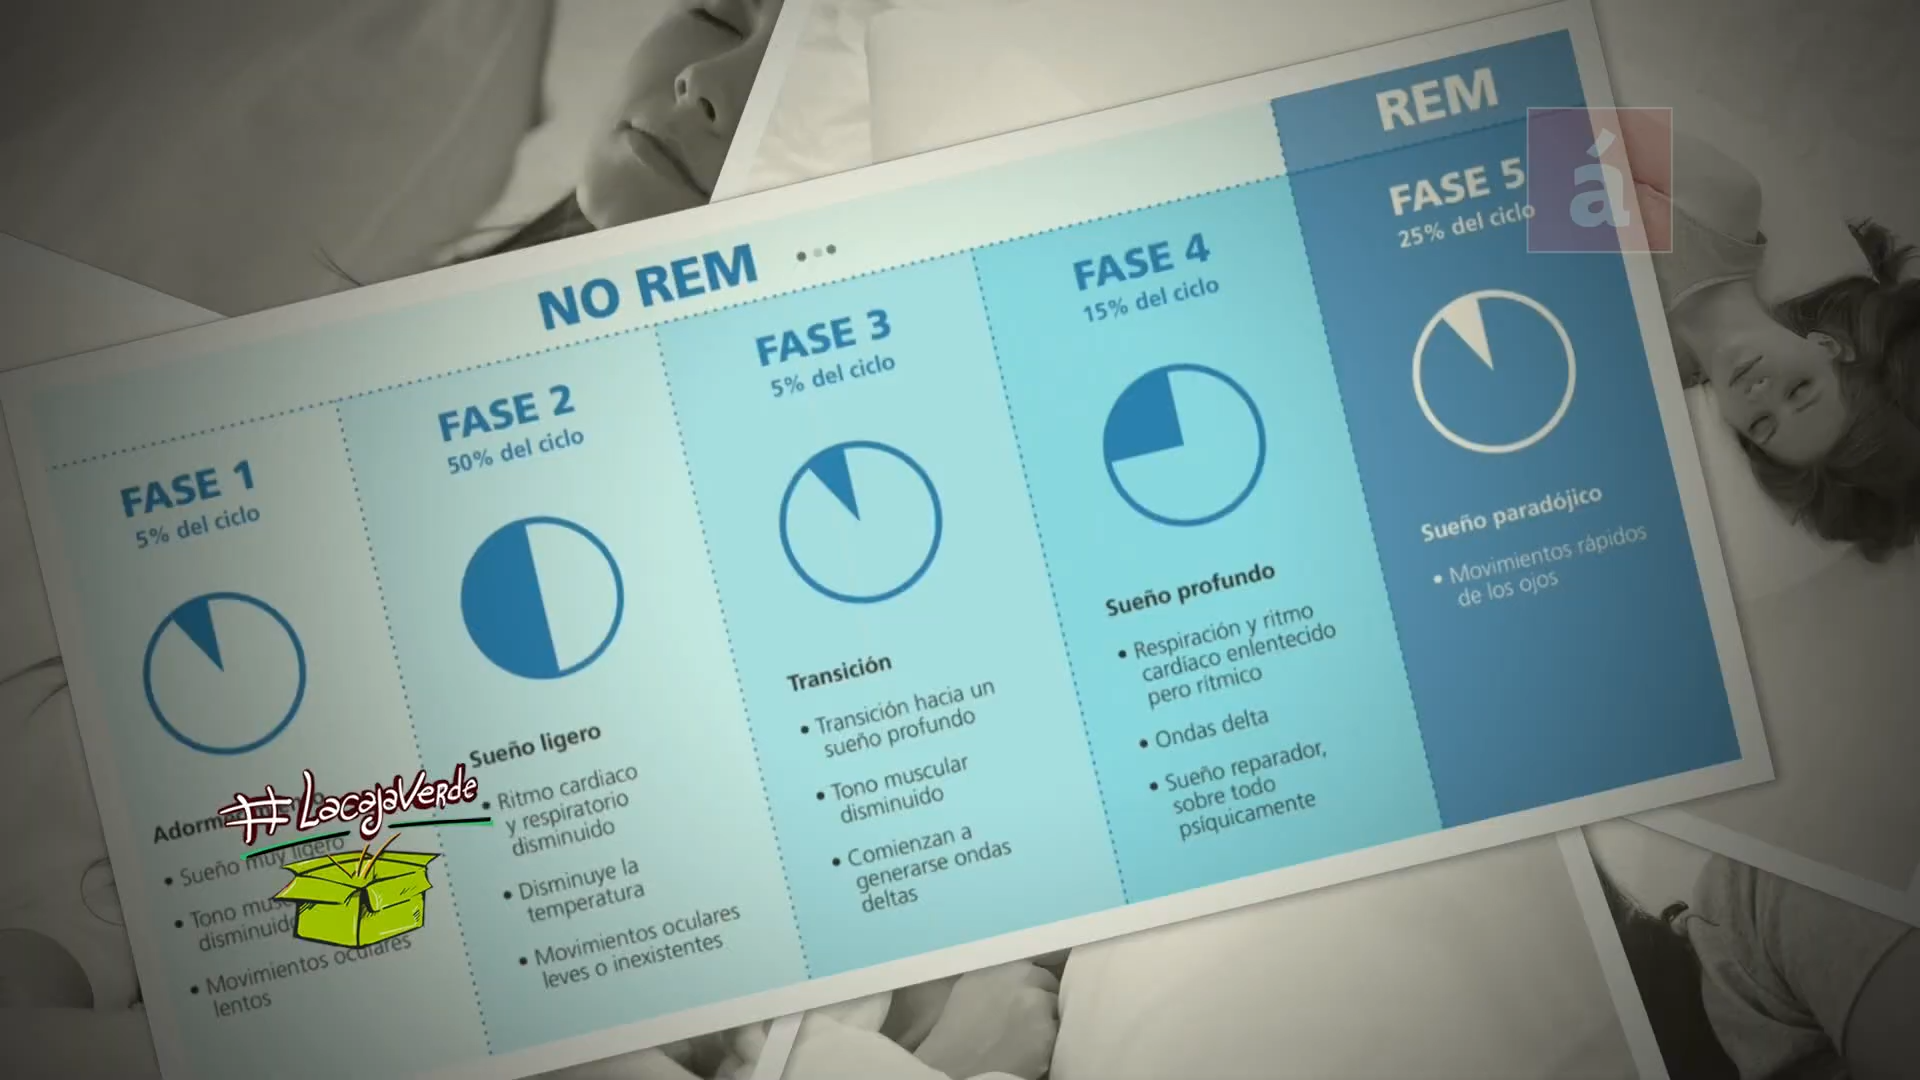 NO REM
REM
FASE 1
5% del ciclo
• Sueño muy ligero
• Tono
disminuido
• Movimientos oculares
lentos
FASE 2
50% del ciclo
Sueño ligero
• Ritmo cardiaco
y respiratorio
disminuido
• Disminuye la
temperatura
• Movimientos oculares
leves o inexistentes
FASE 3
5% del ciclo
Transición
• Transición hacia un
sueño profundo
• Tono muscular
disminuido
• Comienzan a
generarse ondas
deltas
FASE 4
15% del ciclo
Sueño profundo
• Respiración y ritmo
cardíaco enlentecido
pero rítmico
• Ondas delta
• Sueño reparador,
sobre todo
psiquicamente
FASE 5
25% del ciclo
Sueño paradójico
• Movimientos rápidos
de los ojos
á
#LacajaVerde